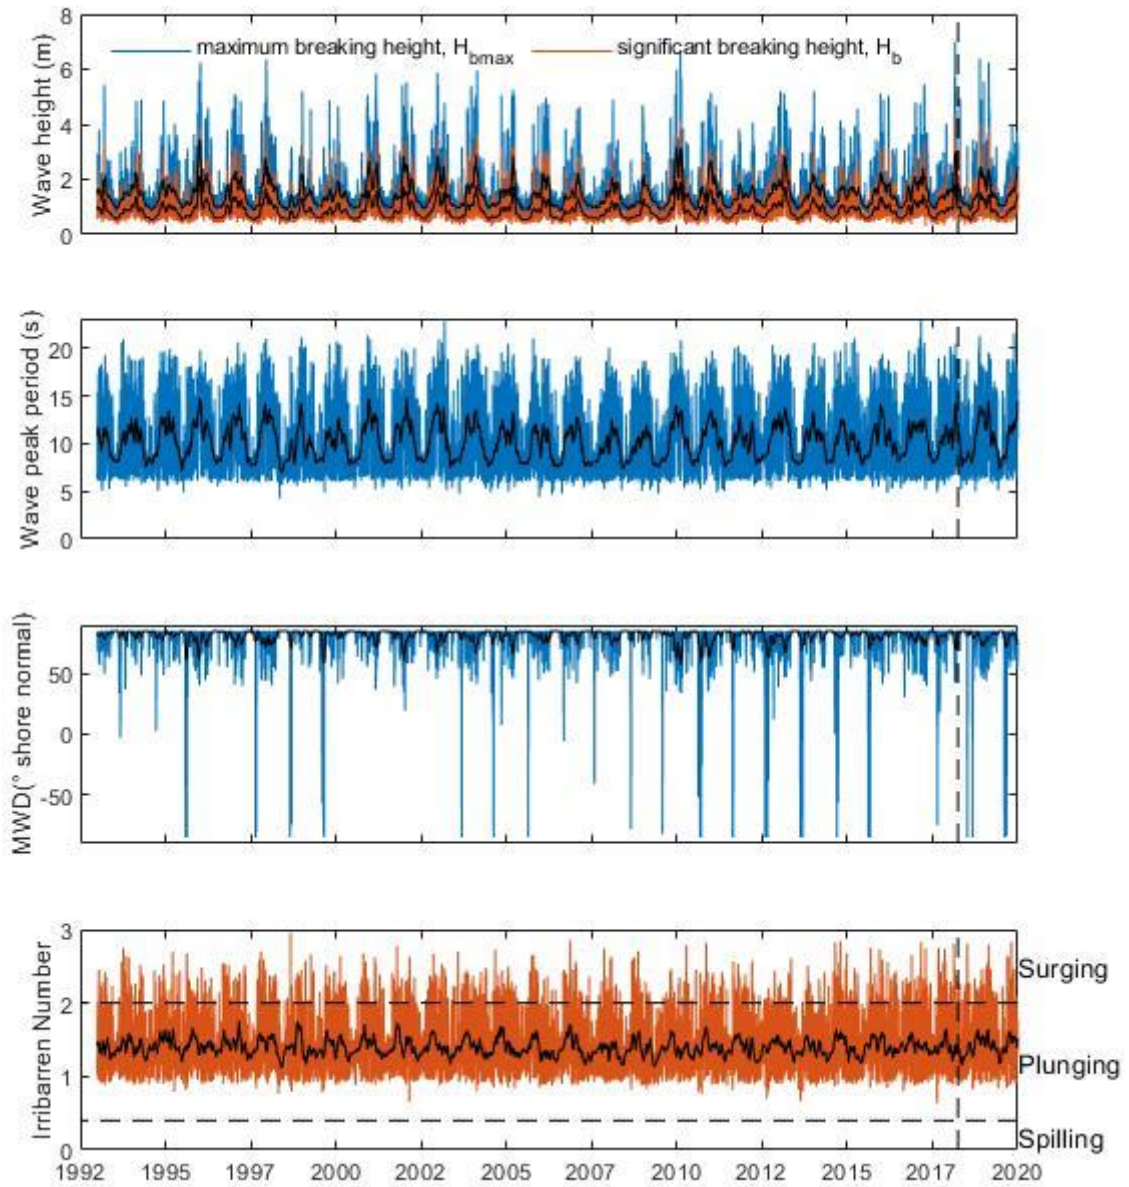 8
6
4
2
0
Wave height (m)
maximum breaking height, H_bmax
significant breaking height, H_b
20
15
10
5
0
Wave peak period (s)
50
0
-50
MWD(° shore normal)
3
2
1
0
Irribarren Number
Surging
Plunging
Spilling
1992 1995 1997 2000 2002 2005 2007 2010 2012 2015 2017 2020